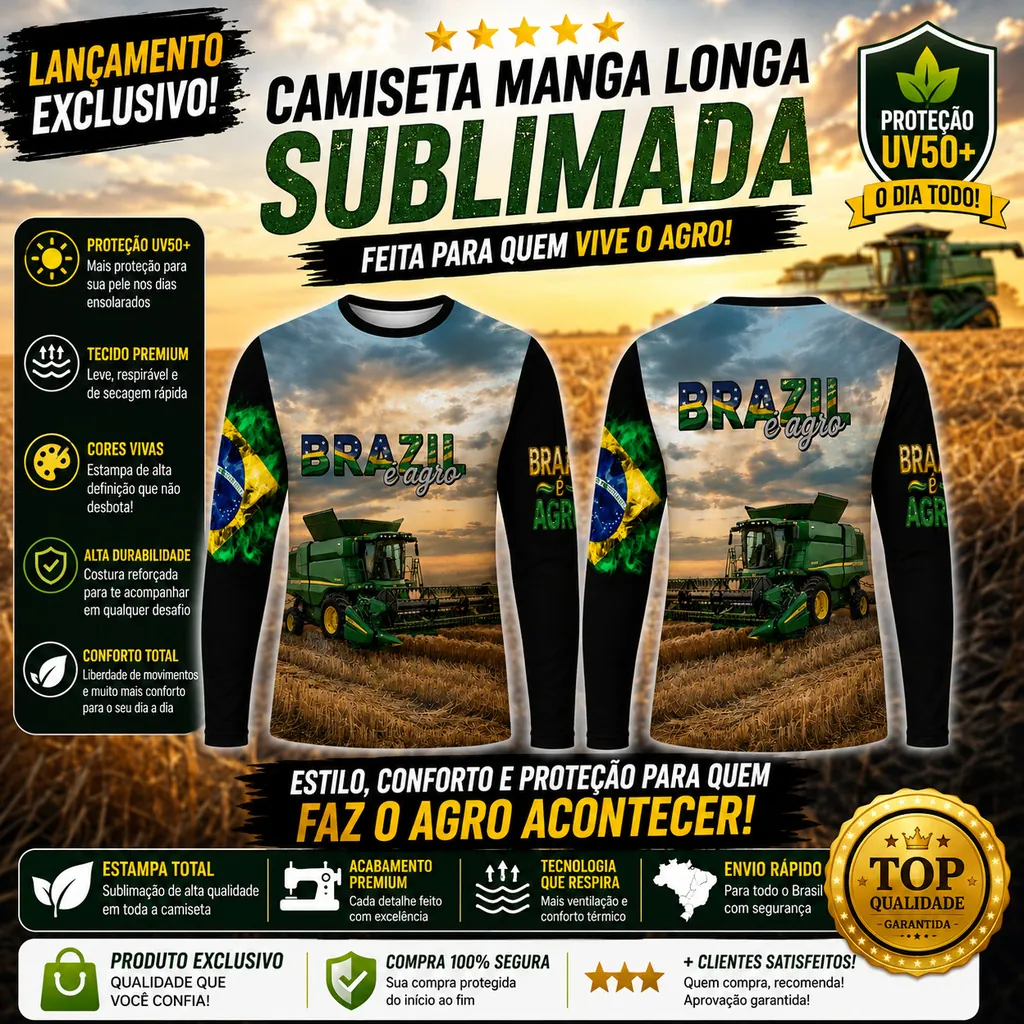 LANÇAMENTO
EXCLUSIVO!
CAMISETA MANGA LONGA
SUBLIMADA
FEITA PARA QUEM VIVE O AGRO!
PROTEÇÃO
UV50+
O DIA TODO!
PROTEÇÃO UV50+
Mais proteção para
sua pele nos dias
ensolarados
TECIDO PREMIUM
Leve, respirável e
de secagem rápida
CORES VIVAS
Estampa de alta
definição que não
desbota!
ALTA DURABILIDADE
Costura reforçada
para te acompanhar
em qualquer desafio
CONFORTO TOTAL
Liberdade de movimentos
e muito mais conforto
para o seu dia a dia
BRAZIL
é agro
BRAZ
é
AGR
BRAZIL
é agro
BRAZ
é
AGR
ESTILO, CONFORTO E PROTEÇÃO PARA QUEM
FAZ O AGRO ACONTECER!
ESTAMPA TOTAL
Sublimação de alta qualidade
em toda a camiseta
ACABAMENTO
PREMIUM
Cada detalhe feito
com excelência
TECNOLOGIA
QUE RESPIRA
Mais ventilação e
conforto térmico
ENVIO RÁPIDO
Para todo o Brasil
com segurança
TOP
QUALIDADE
- GARANTIDA -
PRODUTO EXCLUSIVO
QUALIDADE QUE
VOCÊ CONFIA!
COMPRA 100% SEGURA
Sua compra protegida
do início ao fim
+ CLIENTES SATISFEITOS!
Quem compra, recomenda!
Aprovação garantida!